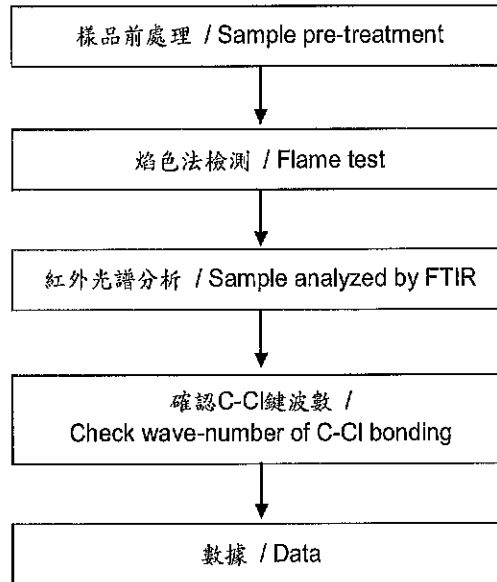 樣品前處理 / Sample pre-treatment
焰色法檢測 / Flame test
紅外光譜分析 / Sample analyzed by FTIR
確認C-Cl鍵波數 /
Check wave-number of C-Cl bonding
數據 / Data